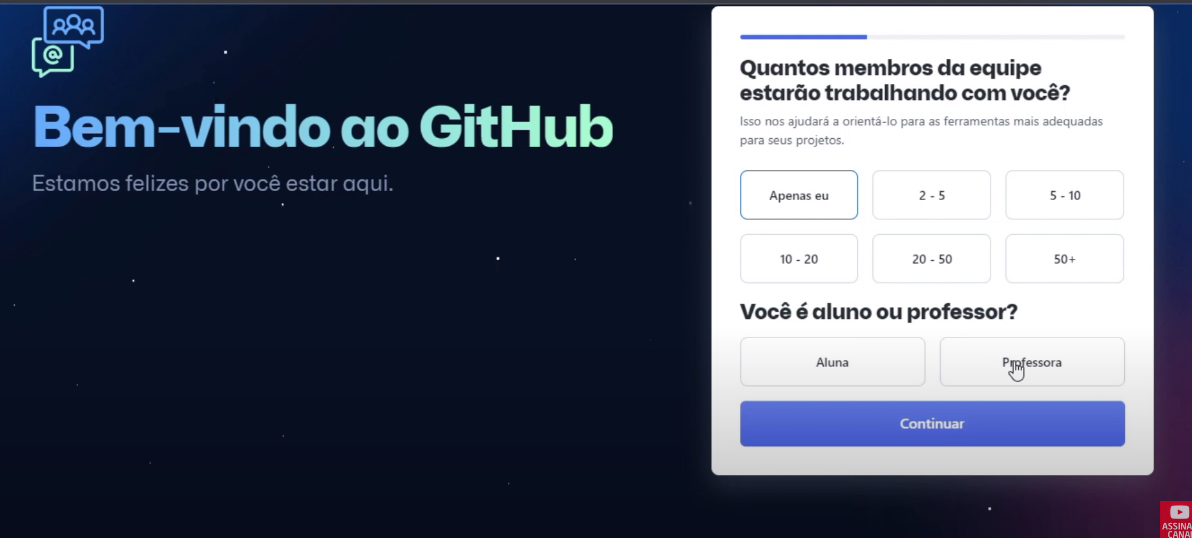 Bem-vindo ao GitHub
Estamos felizes por você estar aqui.
Quantos membros da equipe
estarão trabalhando com você?
Isso nos ajudará a orientá-lo para as ferramentas mais adequadas
para seus projetos.
Apenas eu
2 - 5
5 - 10
10 - 20
20 - 50
50+
Você é aluno ou professor?
Aluna
Professora
Continuar
ASSINA
CANA